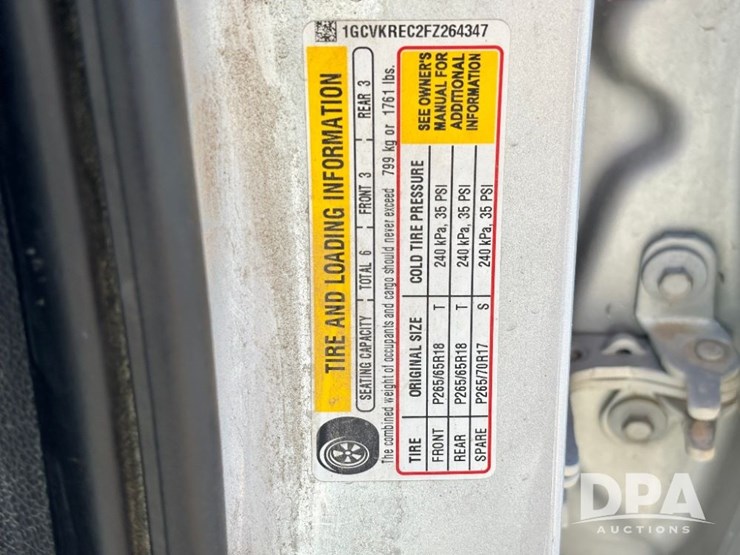 1GCVKREC2FZ264347
TIRE AND LOADING INFORMATION
SEE OWNER'S
MANUAL FOR
ADDITIONAL
INFORMATION
SEATING CAPACITY TOTAL 6 FRONT 3 REAR 3
The combined weight of occupants and cargo should never exceed 799 kg or 1761 lbs.
TIRE ORIGINAL SIZE COLD TIRE PRESSURE
FRONT P265/65R18 T 240 kPa, 35 PSI
REAR P265/65R18 T 240 kPa, 35 PSI
SPARE P265/70R17 S 240 kPa, 35 PSI
DPA
AUCTIONS